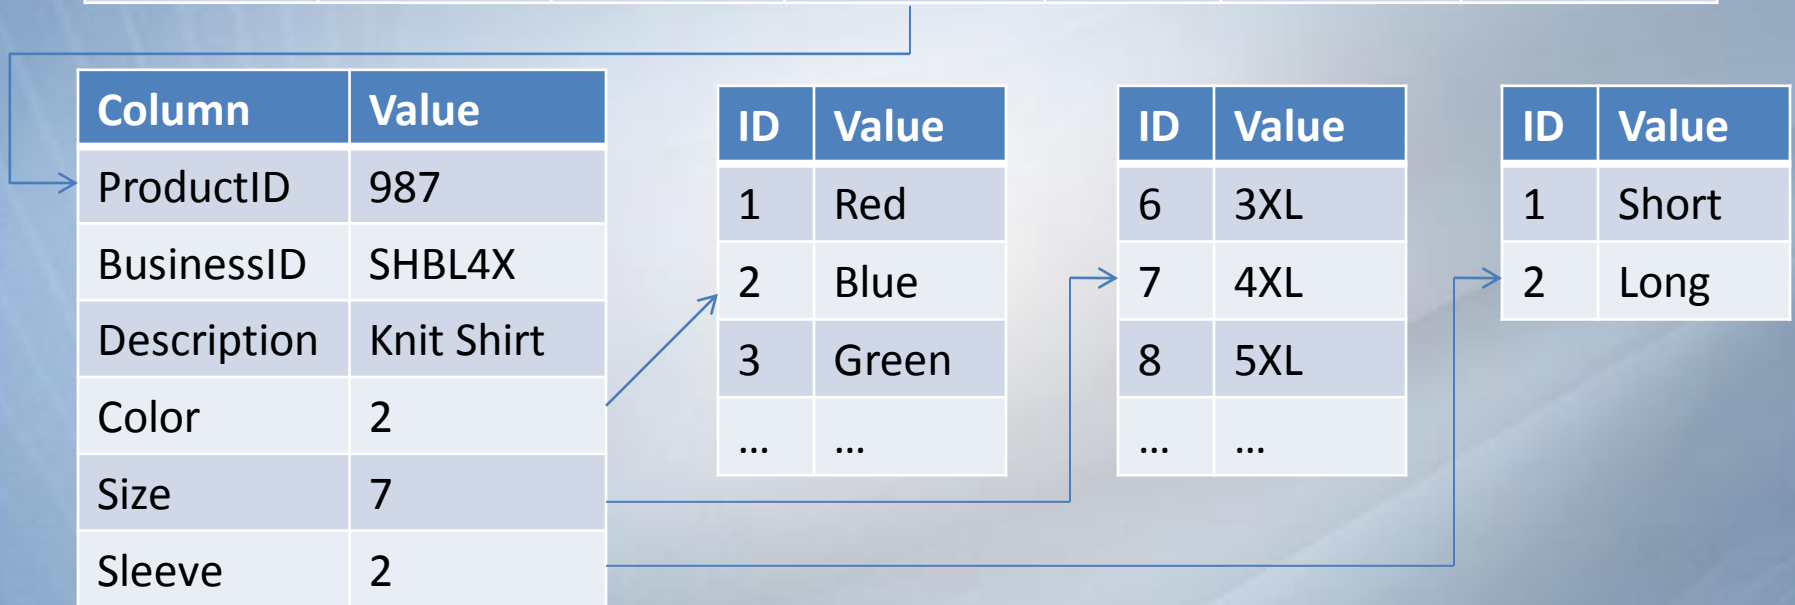 Column Value
ProductID 987
BusinessID SHBL4X
Description Knit Shirt
Color 2
Size 7
Sleeve 2
ID Value
1 Red
2 Blue
3 Green
... ...
ID Value
6 3XL
7 4XL
8 5XL
... ...
ID Value
1 Short
2 Long